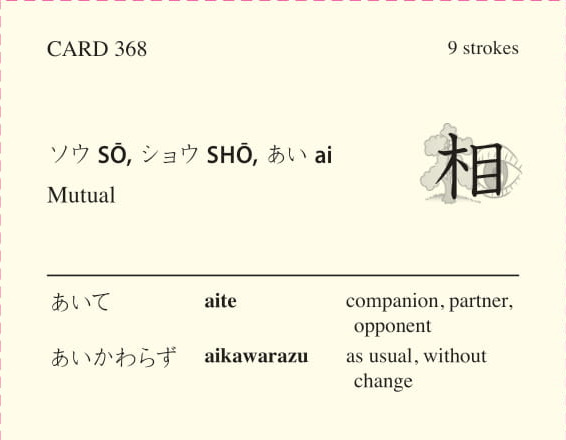 CARD 368 9 strokes
ソウ SŌ, ショウ SHŌ, あい ai
相
Mutual
あいて aite companion, partner,
opponent
あいかわらず aikawarazu as usual, without
change